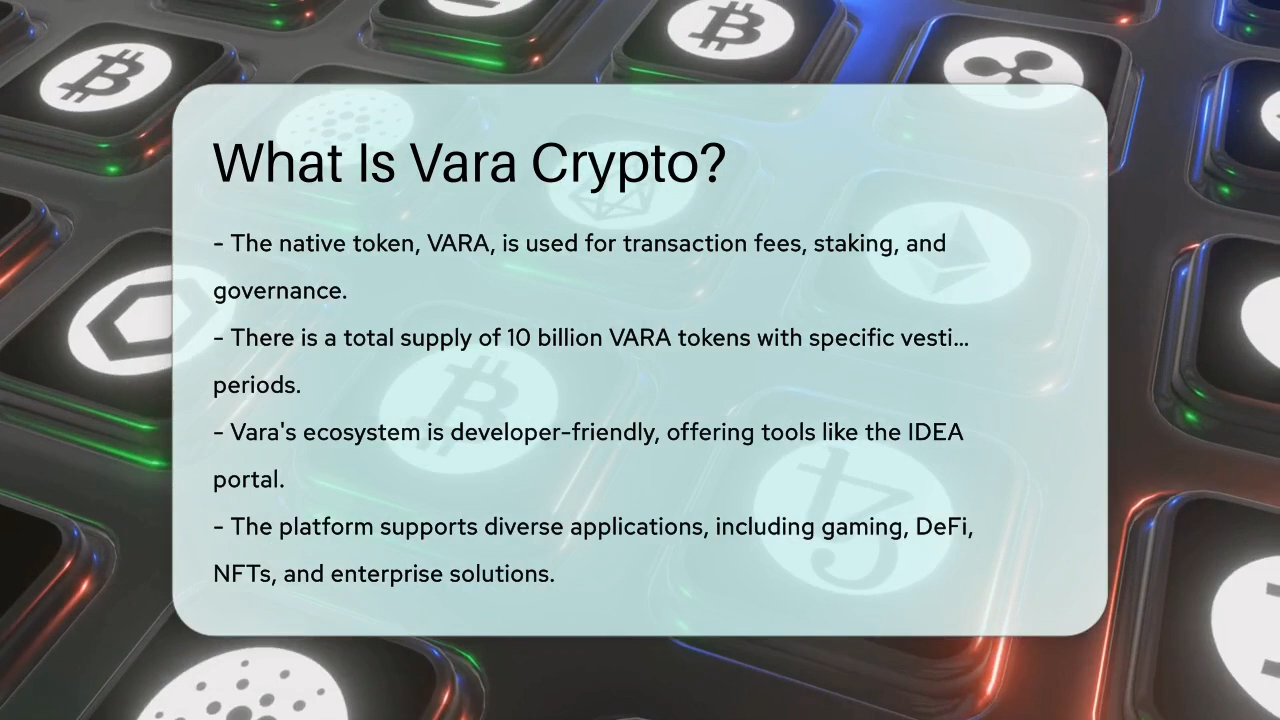 What Is Vara Crypto?
- The native token, VARA, is used for transaction fees, staking, and
governance.
- There is a total supply of 10 billion VARA tokens with specific vesti...
periods.
- Vara's ecosystem is developer-friendly, offering tools like the IDEA
portal.
- The platform supports diverse applications, including gaming, DeFi,
NFTs, and enterprise solutions.